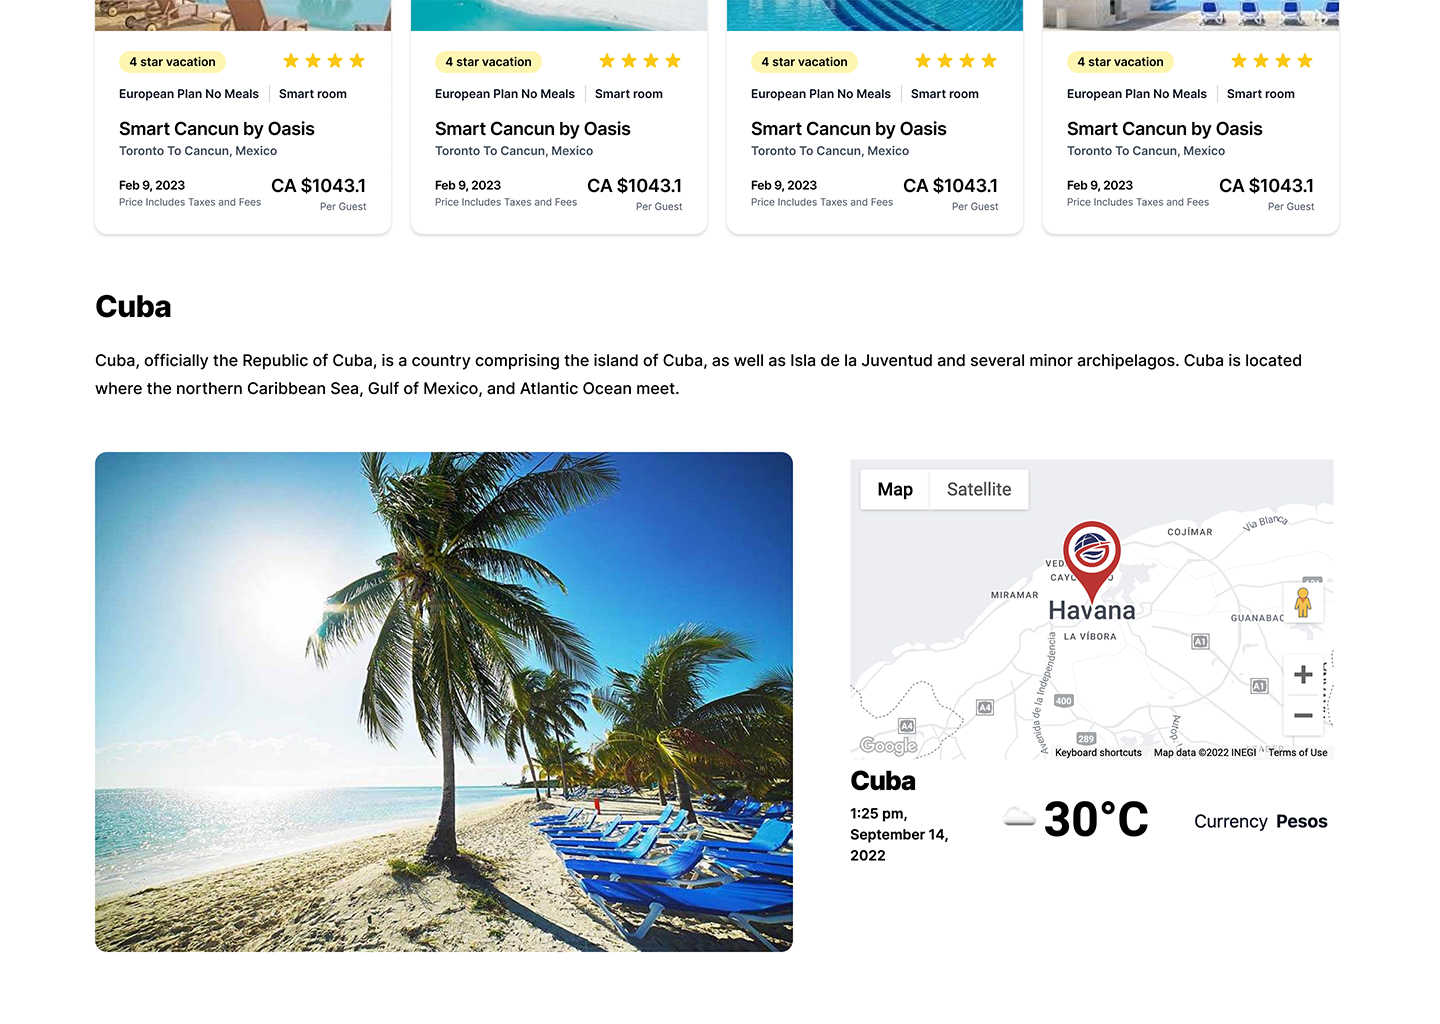 4 star vacation
European Plan No Meals
Smart room
Smart Cancun by Oasis
Toronto To Cancun, Mexico
Feb 9, 2023
CA $1043.1
Price Includes Taxes and Fees
Per Guest
4 star vacation
European Plan No Meals
Smart room
Smart Cancun by Oasis
Toronto To Cancun, Mexico
Feb 9, 2023
CA $1043.1
Price Includes Taxes and Fees
Per Guest
4 star vacation
European Plan No Meals
Smart room
Smart Cancun by Oasis
Toronto To Cancun, Mexico
Feb 9, 2023
CA $1043.1
Price Includes Taxes and Fees
Per Guest
4 star vacation
European Plan No Meals
Smart room
Smart Cancun by Oasis
Toronto To Cancun, Mexico
Feb 9, 2023
CA $1043.1
Price Includes Taxes and Fees
Per Guest
Cuba
Cuba, officially the Republic of Cuba, is a country comprising the island of Cuba, as well as Isla de la Juventud and several minor archipelagos. Cuba is located
where the northern Caribbean Sea, Gulf of Mexico, and Atlantic Ocean meet.
Map
Satellite
COJÍMAR
Vía Blanca
MIRAMAR
Havana
GUANABAC
LA VÍBORA
A1
Avenida de la Independencia
A1
400
A4
A4
289
Google
Keyboard shortcuts
Map data ©2022 INEGI
Terms of Use
Cuba
1:25 pm,
September 14,
2022
30°C
Currency Pesos